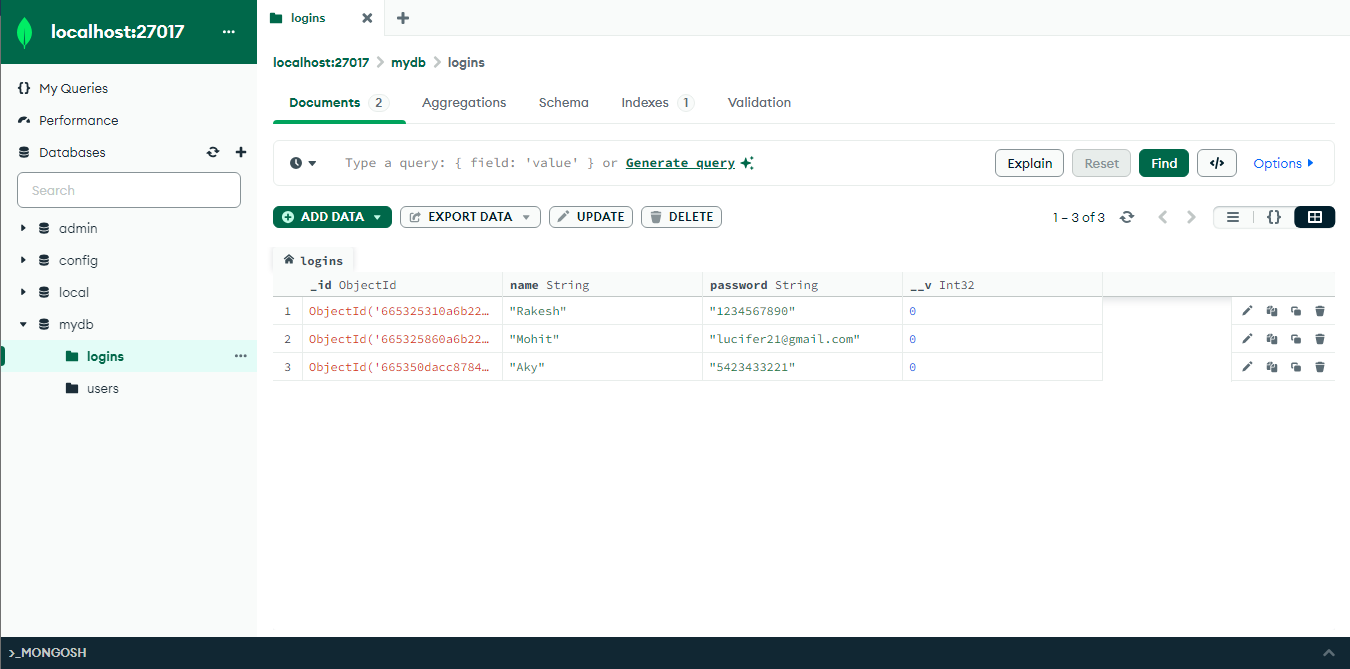 localhost:27017 ...
My Queries
Performance
Databases
Search
admin
config
local
mydb
logins ...
users
logins
localhost:27017 > mydb > logins
Documents 2 Aggregations Schema Indexes 1 Validation
Type a query: { field: 'value' } or Generate query
Explain Reset Find </> Options
ADD DATA EXPORT DATA UPDATE DELETE 1 – 3 of 3 {}
logins
_id ObjectId name String password String __v Int32
1 ObjectId('665325310a6b22… "Rakesh" "1234567890" 0
2 ObjectId('665325860a6b22… "Mohit" "lucifer21@gmail.com" 0
3 ObjectId('665350dacc8784… "Aky" "5423433221" 0
>_MONGOSH